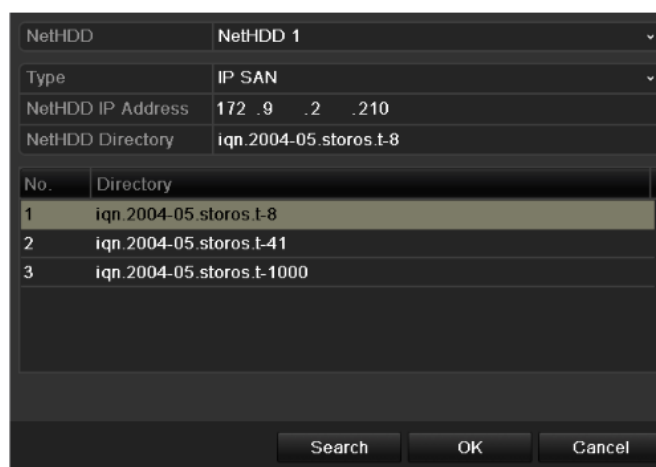 NetHDD NetHDD 1
Type IP SAN
NetHDD IP Address 172 .9 .2 .210
NetHDD Directory iqn.2004-05.storos.t-8
No. Directory
1 iqn.2004-05.storos.t-8
2 iqn.2004-05.storos.t-41
3 iqn.2004-05.storos.t-1000
Search OK Cancel